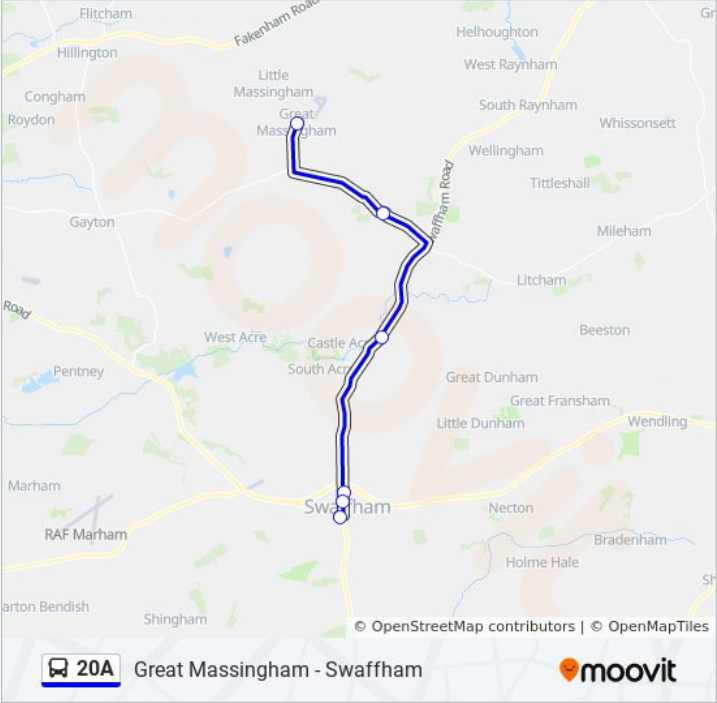 Flitcham
Fakenham Road
Helhoughton
Hillington
West Raynham
Little
Massingham
Congham
South Raynham
Great
Massingham
Roydon
Whissonsett
Wellingham
Tittleshall
Swaffham Road
Gayton
Mileham
Litcham
Road
Beeston
West Acre
Castle Acre
South Acre
Pentney
Great Dunham
Great Fransham
Little Dunham
Wendling
Marham
Swaffham
Necton
RAF Marham
Bradenham
Holme Hale
arton Bendish
Shingham
© OpenStreetMap contributors | © OpenMapTiles
20A Great Massingham - Swaffham
moovit